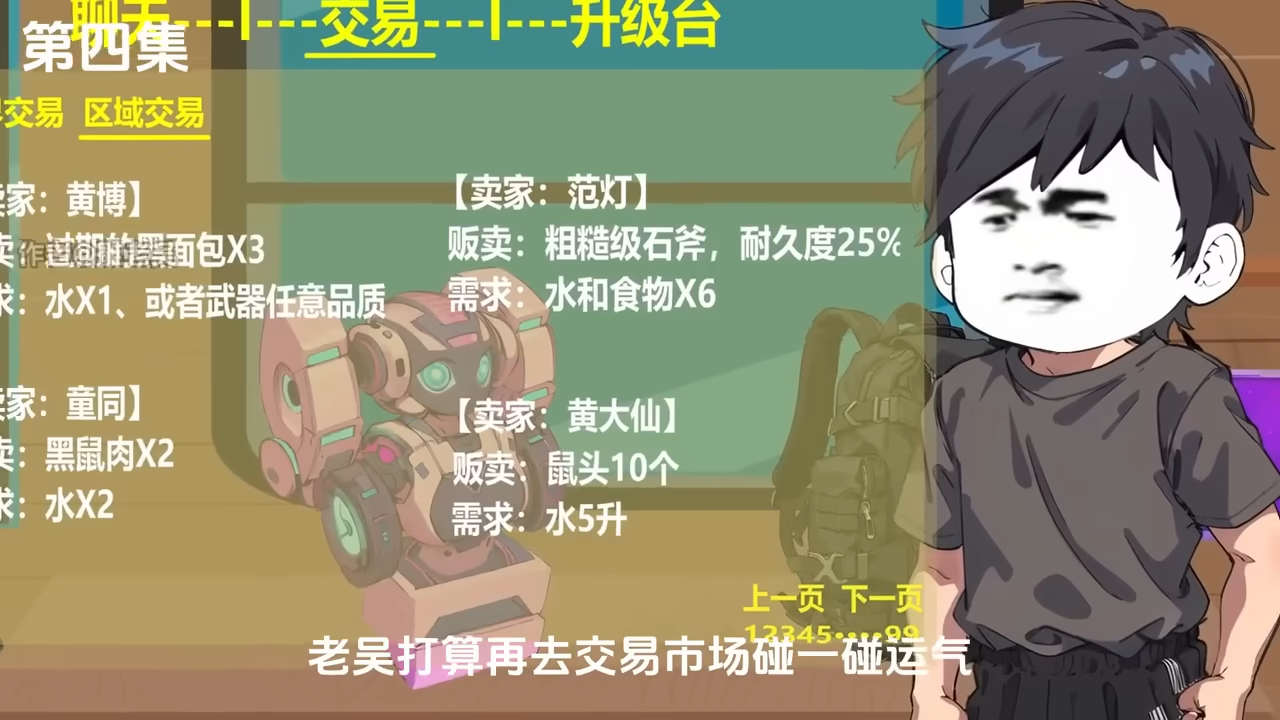 第四集
聊天---|---交易---|---升级台
交易 区域交易
卖家：黄博】
卖：过期的黑面包X3
求：水X1、或者武器任意品质
【卖家：范灯】
贩卖：粗糙级石斧，耐久度25%
需求：水和食物X6
卖家：童同】
卖：黑鼠肉X2
求：水X2
【卖家：黄大仙】
贩卖：鼠头10个
需求：水5升
上一页 下一页
12345••••99
老吴打算再去交易市场碰一碰运气